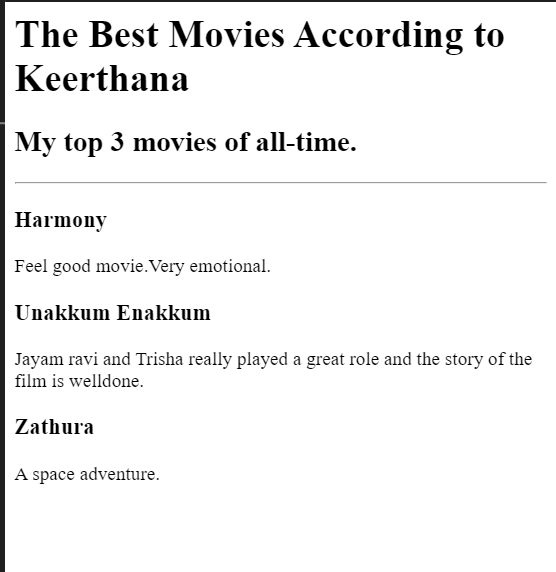 The Best Movies According to
Keerthana
My top 3 movies of all-time.
Harmony
Feel good movie.Very emotional.
Unakkum Enakkum
Jayam ravi and Trisha really played a great role and the story of the
film is welldone.
Zathura
A space adventure.